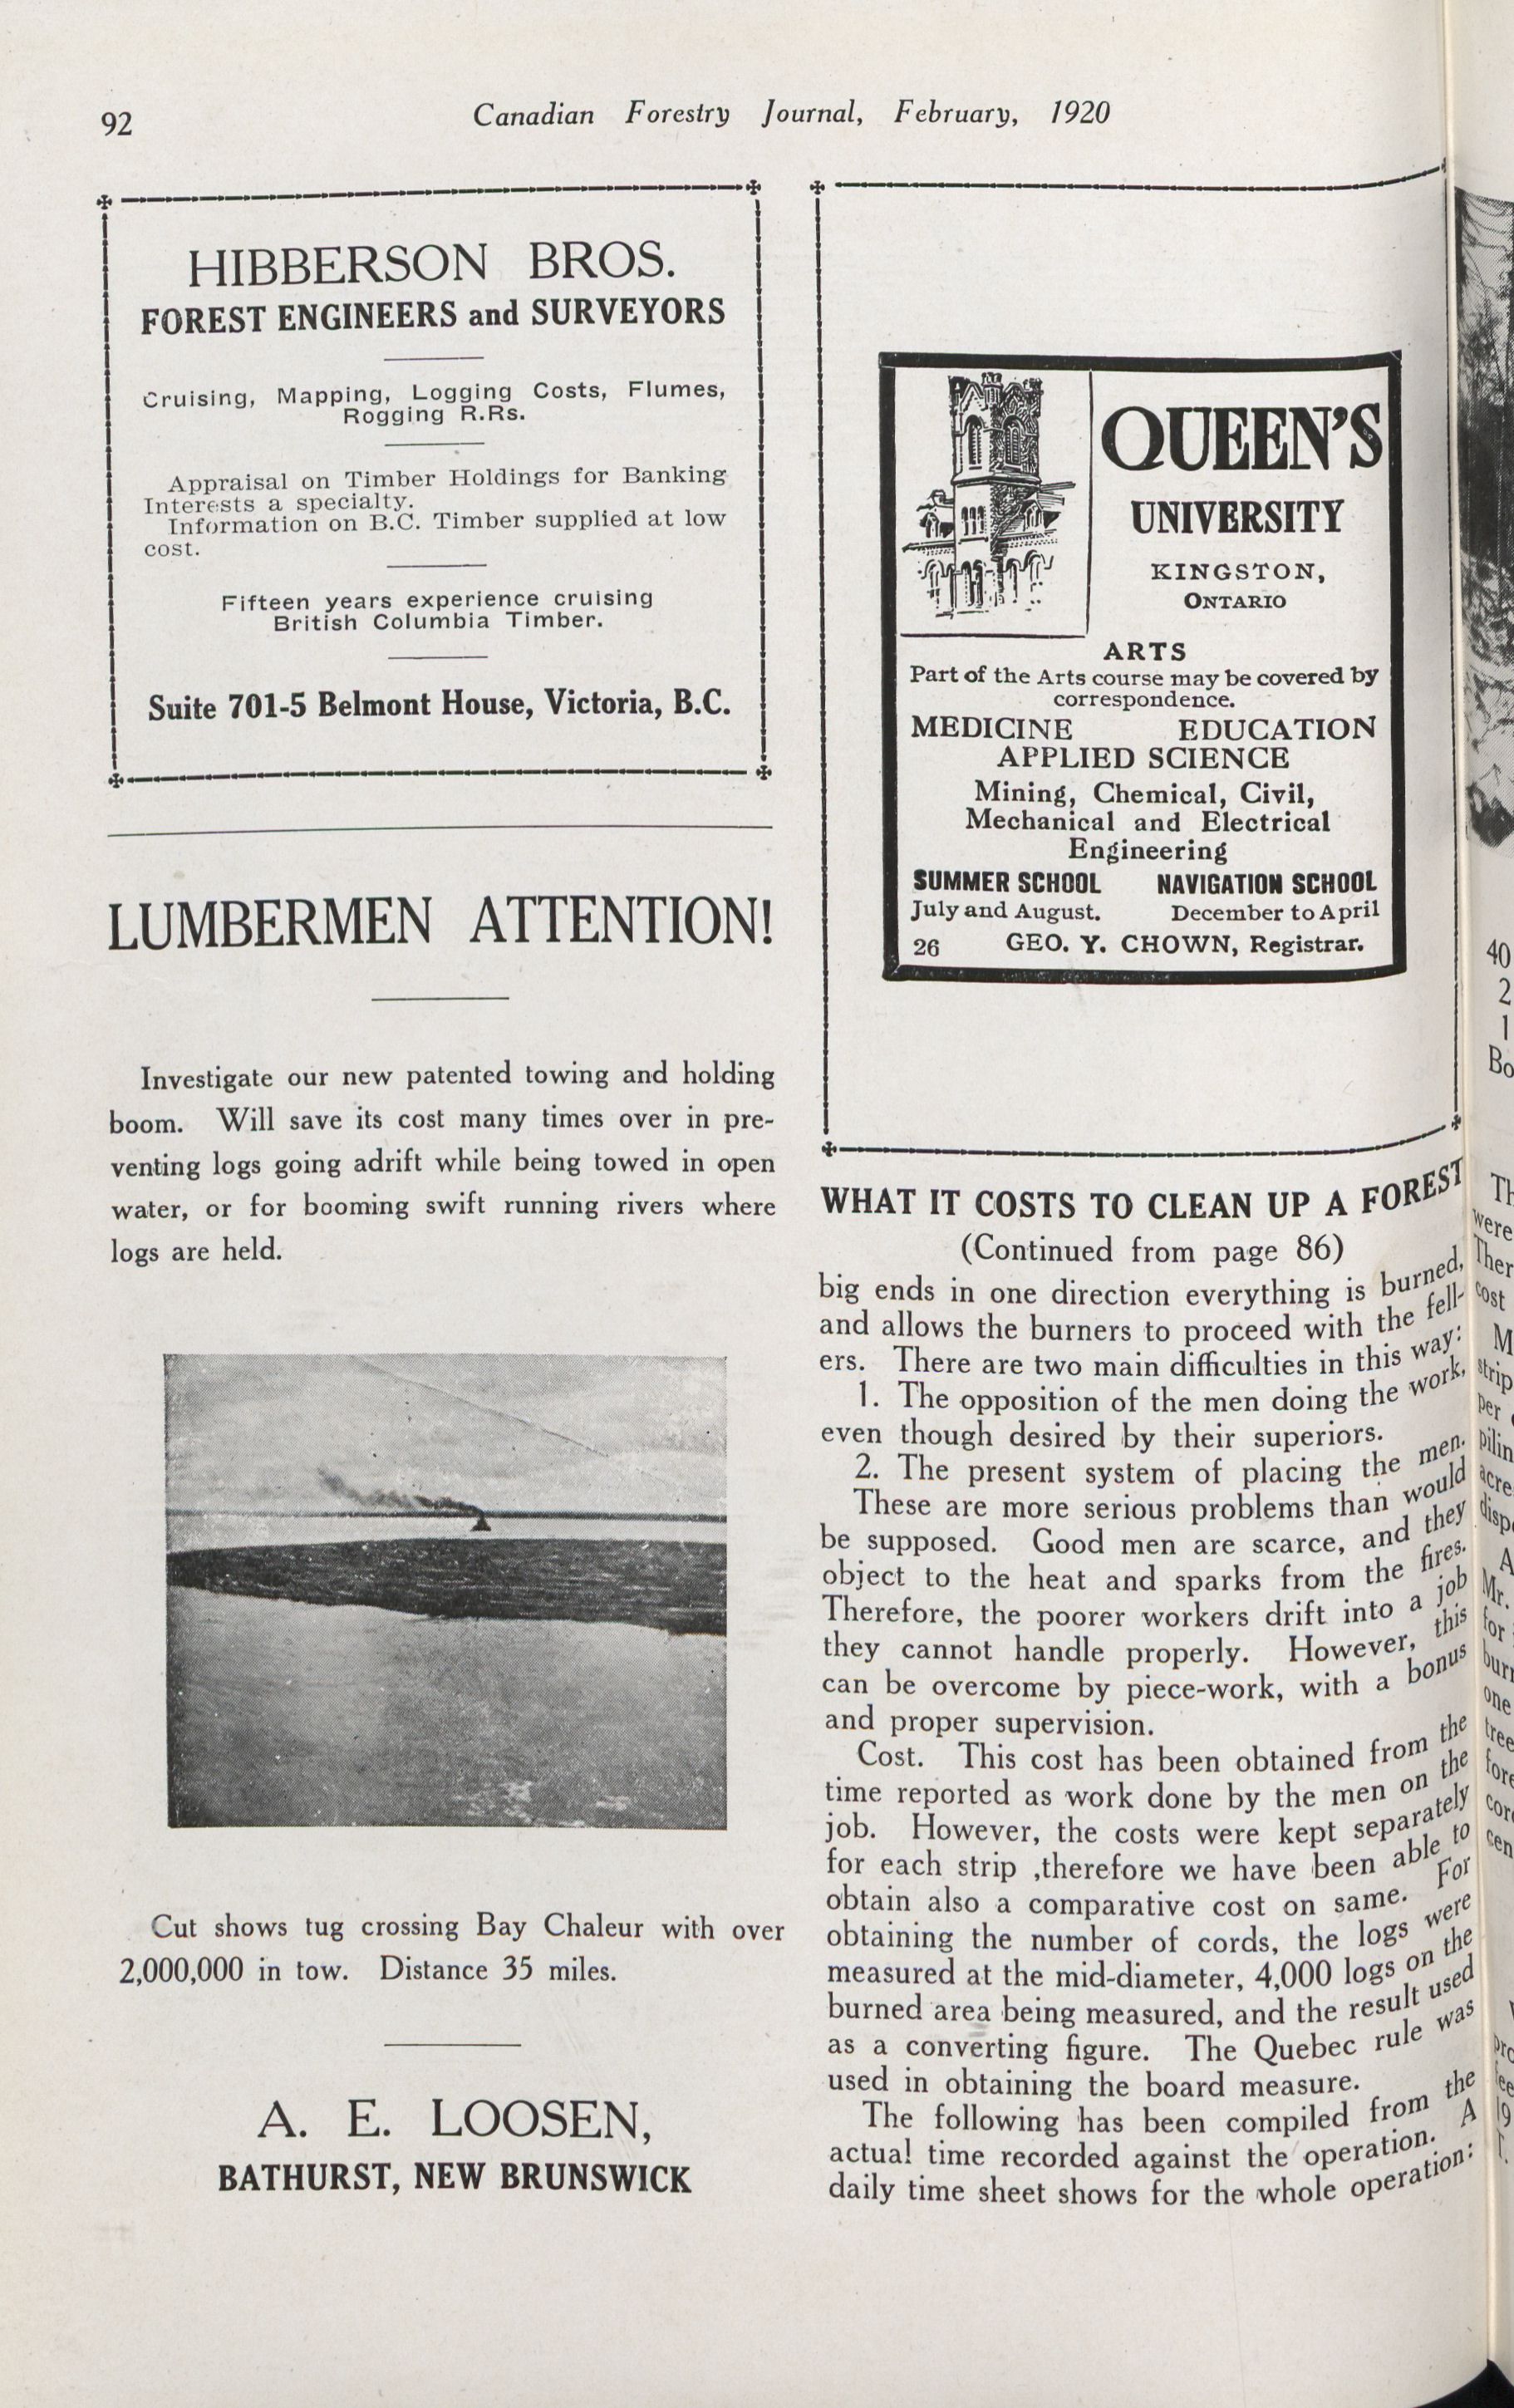 92
Canadian Forestry Journal, February, 1920
HIBBERSON BROS.
FOREST ENGINEERS and SURVEYORS
Cruising, Mapping, Logging Costs, Flumes,
Rogging R.Rs.
Appraisal on Timber Holdings for Banking
Interests a specialty.
Information on B.C. Timber supplied at low
cost.
Fifteen years experience cruising
British Columbia Timber.
Suite 701-5 Belmont House, Victoria, B.C.
LUMBERMEN ATTENTION!
Investigate our new patented towing and holding
boom. Will save its cost many times over in pre-
venting logs going adrift while being towed in open
water, or for booming swift running rivers where
logs are held.
Cut shows tug crossing Bay Chaleur with over
2,000,000 in tow. Distance 35 miles.
A. E. LOOSEN,
BATHURST, NEW BRUNSWICK
QUEEN'S
UNIVERSITY
KINGSTON,
ONTARIO
ARTS
Part of the Arts course may be covered by
correspondence.
MEDICINE EDUCATION
APPLIED SCIENCE
Mining, Chemical, Civil,
Mechanical and Electrical
Engineering
SUMMER SCHOOL NAVIGATION SCHOOL
July and August. December to April
26 GEO. Y. CHOWN, Registrar.
WHAT IT COSTS TO CLEAN UP A FOREST
(Continued from page 86)
big ends in one direction everything is burned,
and allows the burners to proceed with the fell-
ers. There are two main difficulties in this way:
1. The opposition of the men doing the work,
even though desired by their superiors.
2. The present system of placing the men.
These are more serious problems than would
be supposed. Good men are scarce, and they
object to the heat and sparks from the fires.
Therefore, the poorer workers drift into a job
they cannot handle properly. However, this
can be overcome by piece-work, with a bonus
and proper supervision.
Cost. This cost has been obtained from the
time reported as work done by the men on the
job. However, the costs were kept separately
for each strip ,therefore we have been able to
obtain also a comparative cost on same. For
obtaining the number of cords, the logs were
measured at the mid-diameter, 4,000 logs on the
burned area being measured, and the result used
as a converting figure. The Quebec rule was
used in obtaining the board measure.
The following has been compiled from the
actual time recorded against the operation. A
daily time sheet shows for the whole operation: